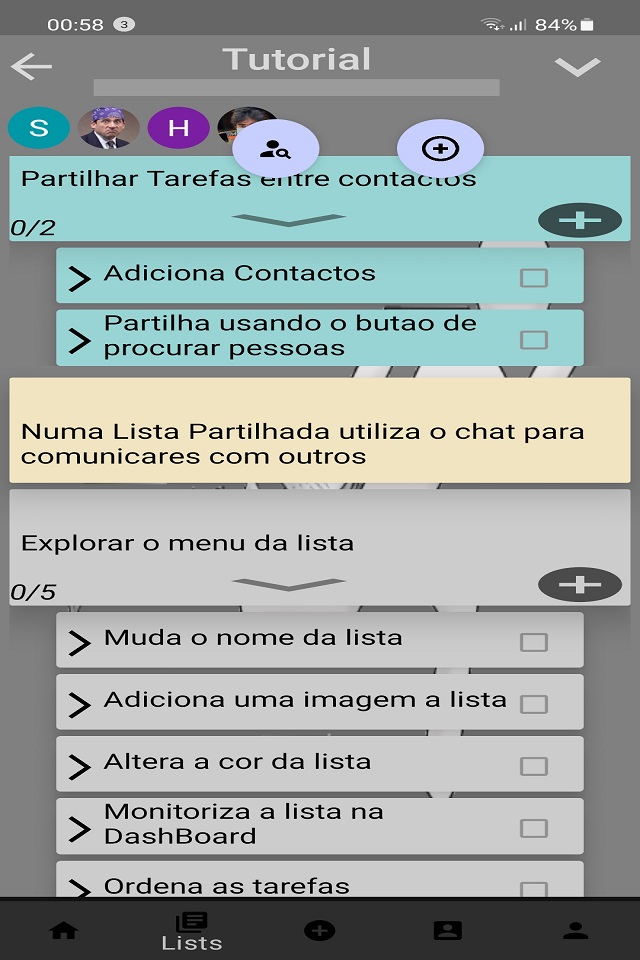 00:58 3 84%
Tutorial
S H
Partilhar Tarefas entre contactos
0/2
Adiciona Contactos
Partilha usando o butao de
procurar pessoas
Numa Lista Partilhada utiliza o chat para
comunicares com outros
Explorar o menu da lista
0/5
Muda o nome da lista
Adiciona uma imagem a lista
Altera a cor da lista
Monitoriza a lista na
DashBoard
Ordena as tarefas
Lists